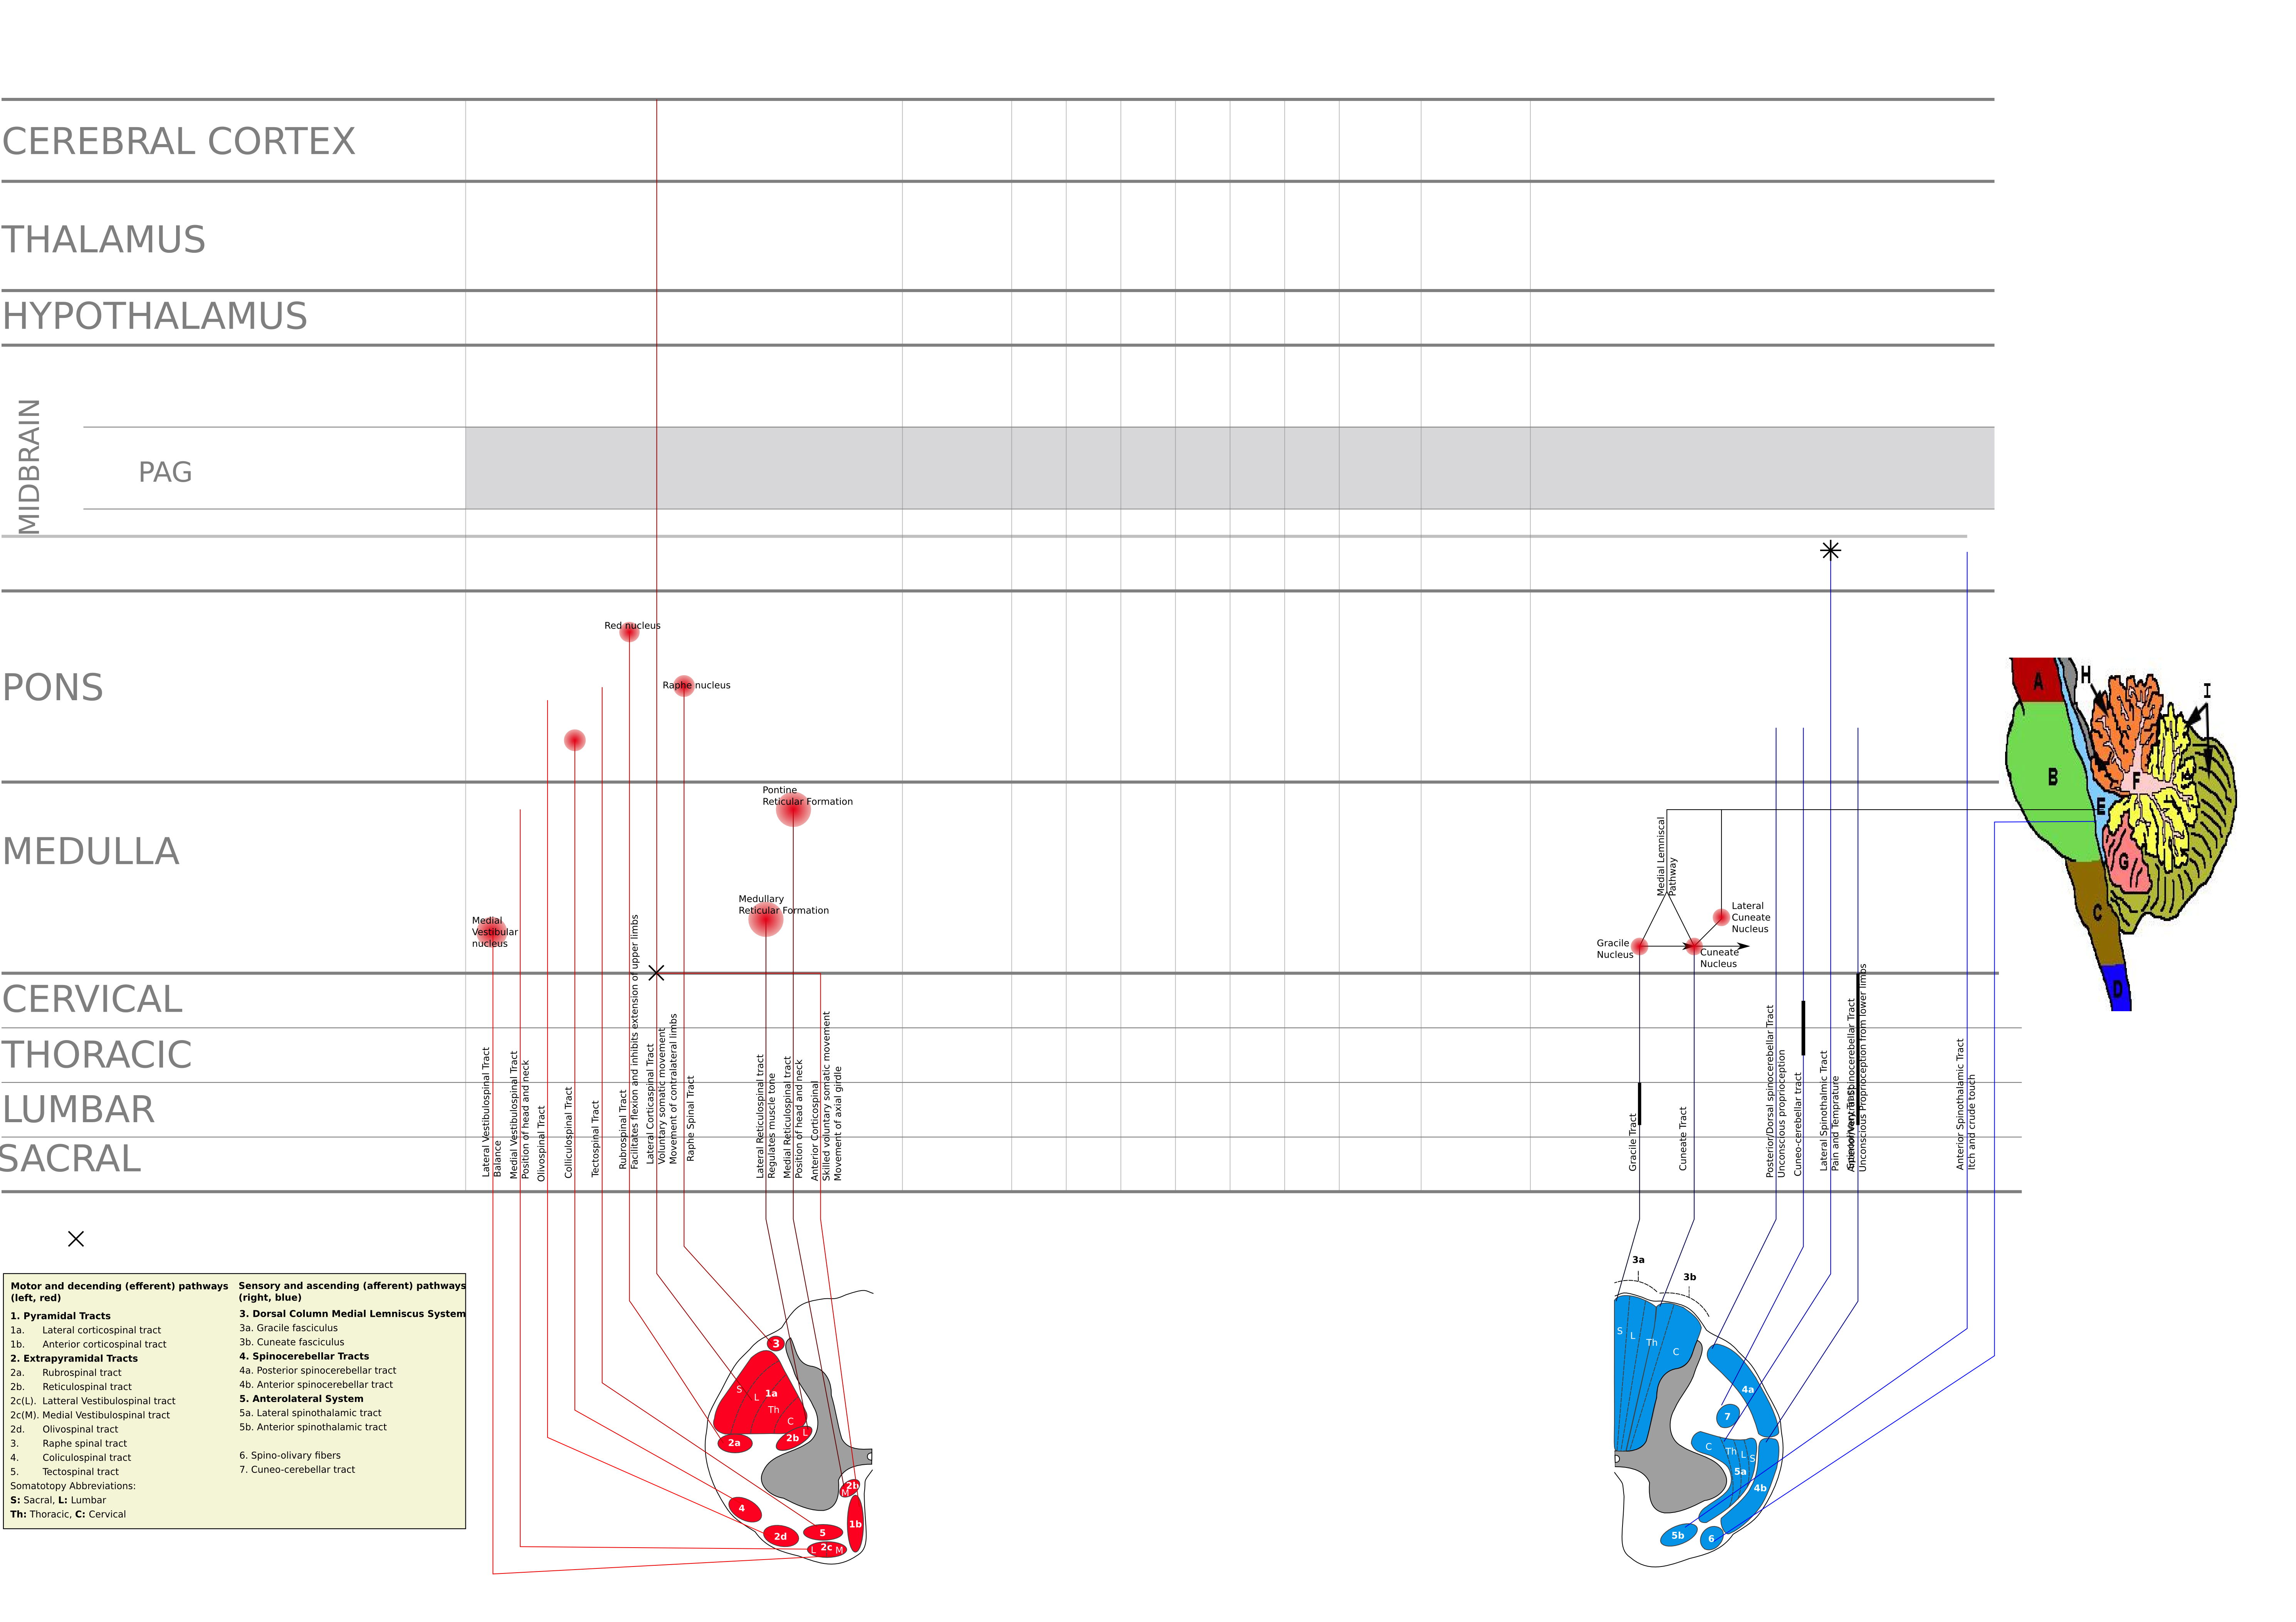 CEREBRAL CORTEX
THALAMUS
HYPOTHALAMUS
MIDBRAIN
PAG
PONS
Red nucleus
Raphe nucleus
A
H
I
B
F
E
G
C
D
MEDULLA
Pontine
Reticular Formation
Medullary
Reticular Formation
Medial
Vestibular
nucleus
Medial Lemniscal
Pathway
Lateral
Cuneate
Nucleus
Gracile
Nucleus
Cuneate
Nucleus
CERVICAL
THORACIC
LUMBAR
SACRAL
Lateral Vestibulospinal Tract
Balance
Medial Vestibulospinal Tract
Position of head and neck
Olivospinal Tract
Colliculospinal Tract
Tectospinal Tract
Rubrospinal Tract
Facilitates flexion and inhibits extension of upper limbs
Lateral Corticaspinal Tract
Voluntary somatic movement
Movement of contralateral limbs
Raphe Spinal Tract
Lateral Reticulospinal tract
Regulates muscle tone
Medial Reticulospinal tract
Position of head and neck
Anterior Corticospinal
Skilled voluntary somatic movement
Movement of axial girdle
Gracile Tract
Cuneate Tract
Posterior/Dorsal spinocerebellar Tract
Unconscious proprioception
Cuneo-cerebellar tract
Lateral Spinothalmic Tract
Pain and Temprature
Spinocerebellar Tract
Unconscious Proprioception from lower limbs
Anterior Spinothalamic Tract
Itch and crude touch
Motor and decending (efferent) pathways
(left, red)
1. Pyramidal Tracts
1a. Lateral corticospinal tract
1b. Anterior corticospinal tract
2. Extrapyramidal Tracts
2a. Rubrospinal tract
2b. Reticulospinal tract
2c(L). Latteral Vestibulospinal tract
2c(M). Medial Vestibulospinal tract
2d. Olivospinal tract
3. Raphe spinal tract
4. Coliculospinal tract
5. Tectospinal tract
Somatotopy Abbreviations:
S: Sacral, L: Lumbar
Th: Thoracic, C: Cervical
Sensory and ascending (afferent) pathways
(right, blue)
3. Dorsal Column Medial Lemniscus System
3a. Gracile fasciculus
3b. Cuneate fasciculus
4. Spinocerebellar Tracts
4a. Posterior spinocerebellar tract
4b. Anterior spinocerebellar tract
5. Anterolateral System
5a. Lateral spinothalamic tract
5b. Anterior spinothalamic tract
6. Spino-olivary fibers
7. Cuneo-cerebellar tract
3
S
L
1a
Th
C
L
2a
2b
2b
M
4
1b
2d
5
L
2c
M
3a
3b
S
L
Th
C
4a
7
C
Th
L
S
5a
4b
5b
6